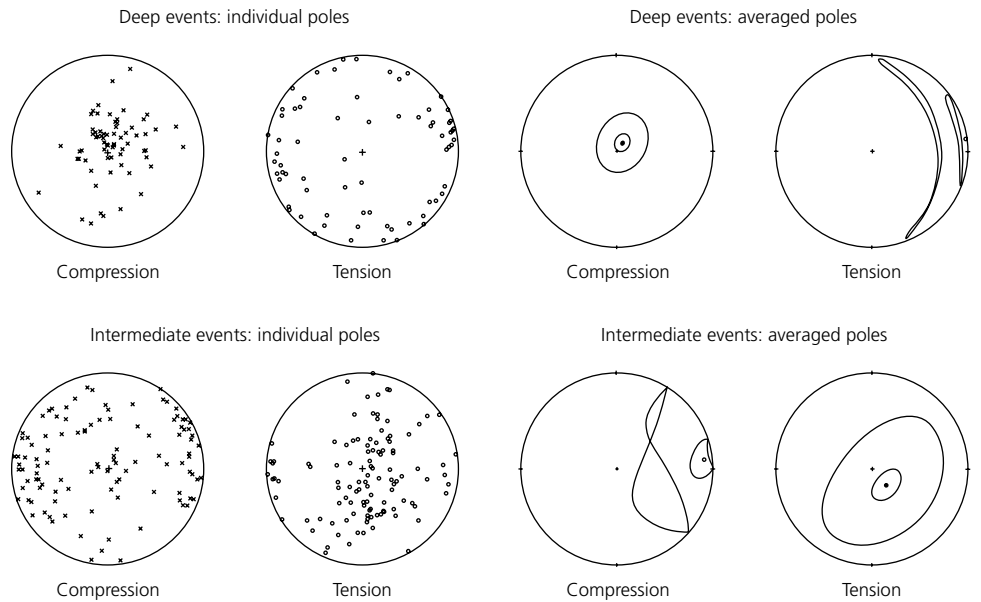 Deep events: individual poles
Deep events: averaged poles
Compression
Tension
Compression
Tension
Intermediate events: individual poles
Intermediate events: averaged poles
Compression
Tension
Compression
Tension